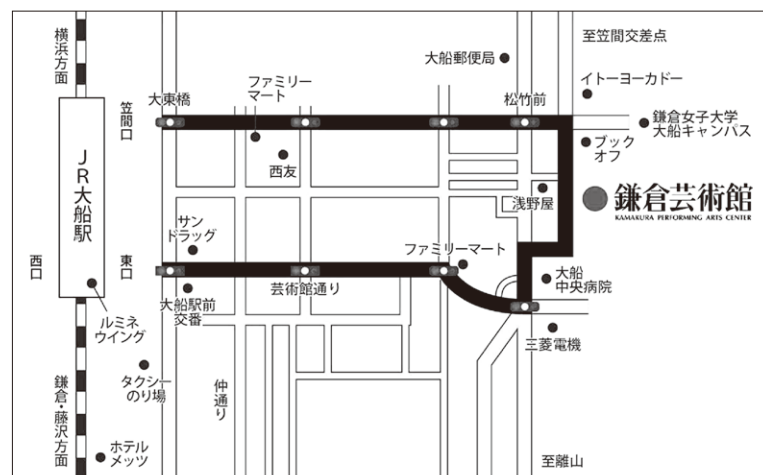 横浜方面
JR大船駅
西口
笠間口
東口
大東橋
ファミリー
マート
西友
大船郵便局
松竹前
至笠間交差点
イトーヨーカドー
鎌倉女子大学
大船キャンパス
ブック
オフ
浅野屋
鎌倉芸術館
KAMAKURA PERFORMING ARTS CENTER
サン
ドラッグ
ファミリーマート
大船
中央病院
大船駅前
交番
芸術館通り
三菱電機
ルミネ
ウイング
タクシー
のり場
仲通り
鎌倉・藤沢方面
ホテル
メッツ
至離山